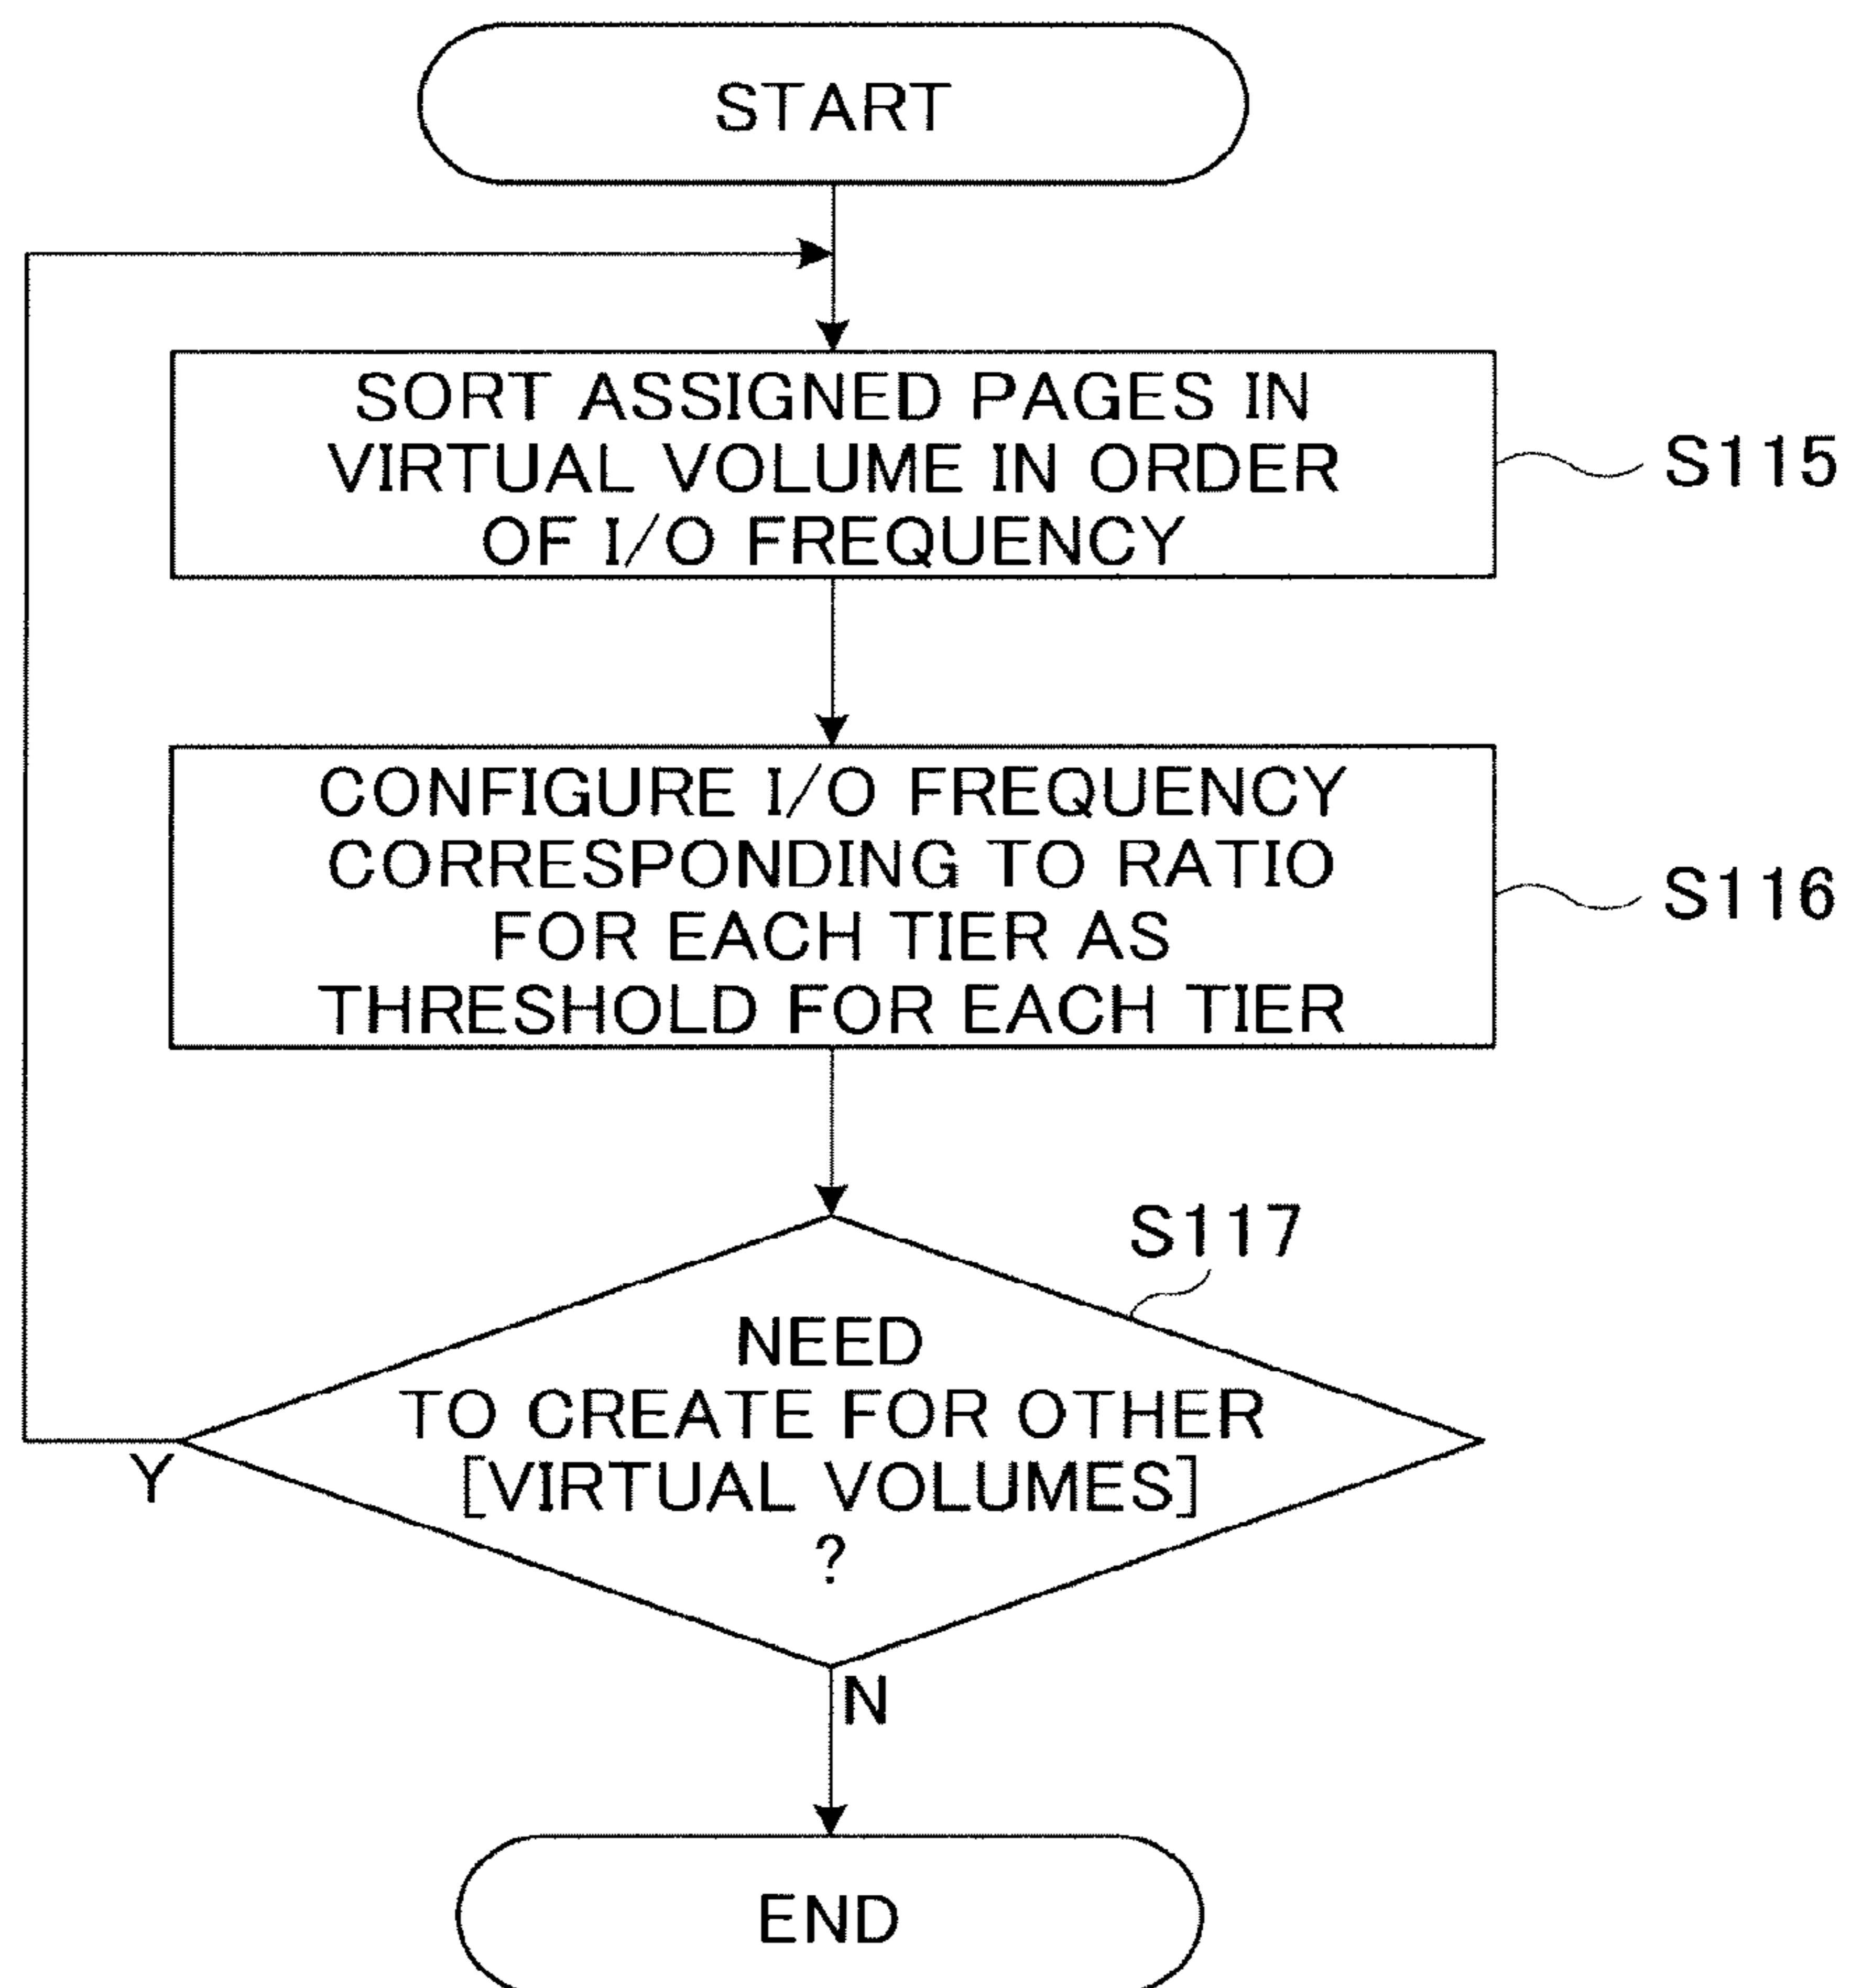 START
SORT ASSIGNED PAGES IN
VIRTUAL VOLUME IN ORDER
OF I/O FREQUENCY
S115
CONFIGURE I/O FREQUENCY
CORRESPONDING TO RATIO
FOR EACH TIER AS
THRESHOLD FOR EACH TIER
S116
S117
NEED
TO CREATE FOR OTHER
[VIRTUAL VOLUMES]
?
Y
N
END